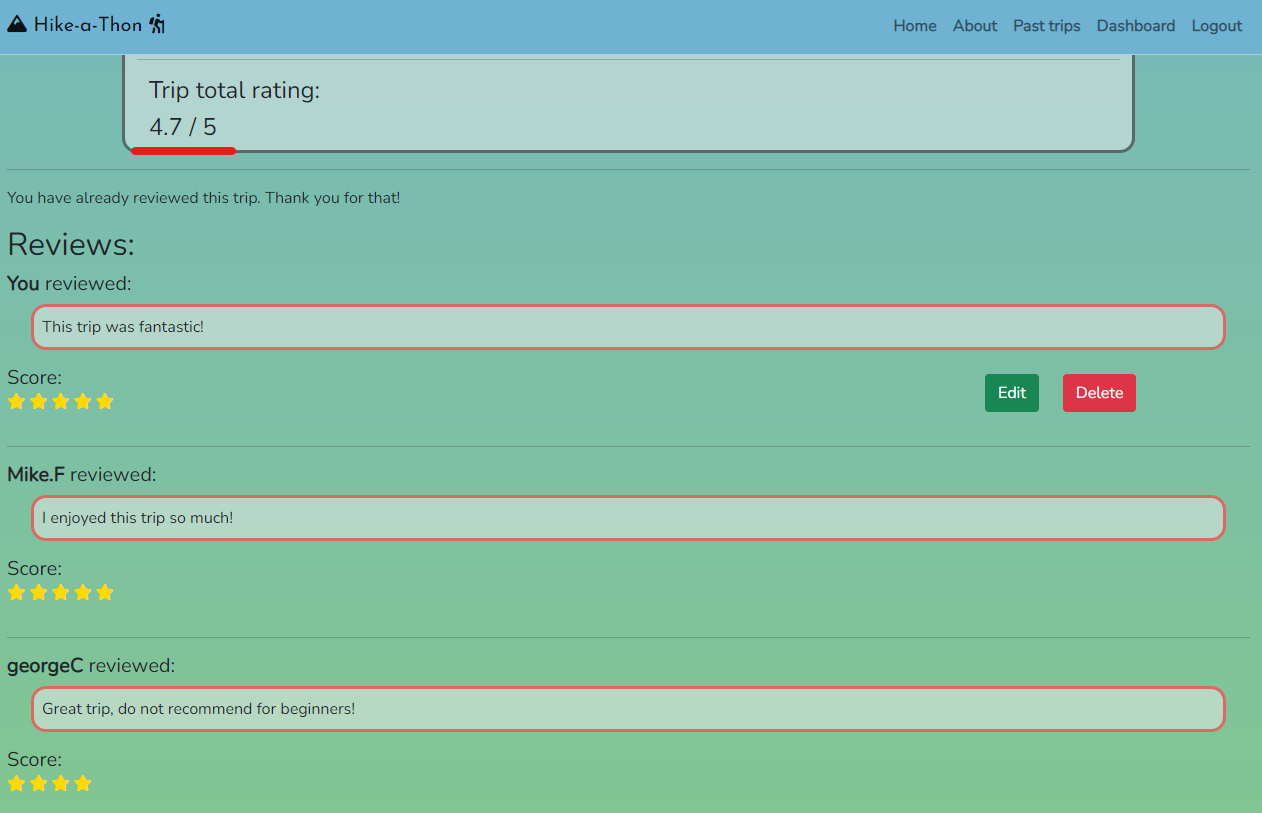 Hike-a-Thon
Home About Past trips Dashboard Logout
Trip total rating:
4.7 / 5
You have already reviewed this trip. Thank you for that!
Reviews:
You reviewed:
This trip was fantastic!
Score:
Edit Delete
Mike.F reviewed:
I enjoyed this trip so much!
Score:
georgeC reviewed:
Great trip, do not recommend for beginners!
Score: